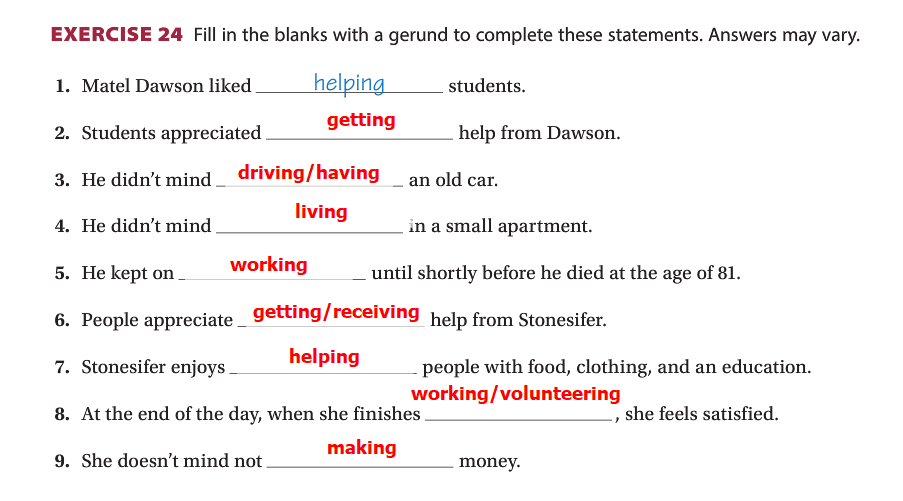 EXERCISE 24 Fill in the blanks with a gerund to complete these statements. Answers may vary.
1. Matel Dawson liked helping students.
2. Students appreciated getting help from Dawson.
3. He didn't mind driving/having an old car.
4. He didn't mind living in a small apartment.
5. He kept on working until shortly before he died at the age of 81.
6. People appreciate getting/receiving help from Stonesifer.
7. Stonesifer enjoys helping people with food, clothing, and an education.
8. At the end of the day, when she finishes working/volunteering, she feels satisfied.
9. She doesn't mind not making money.